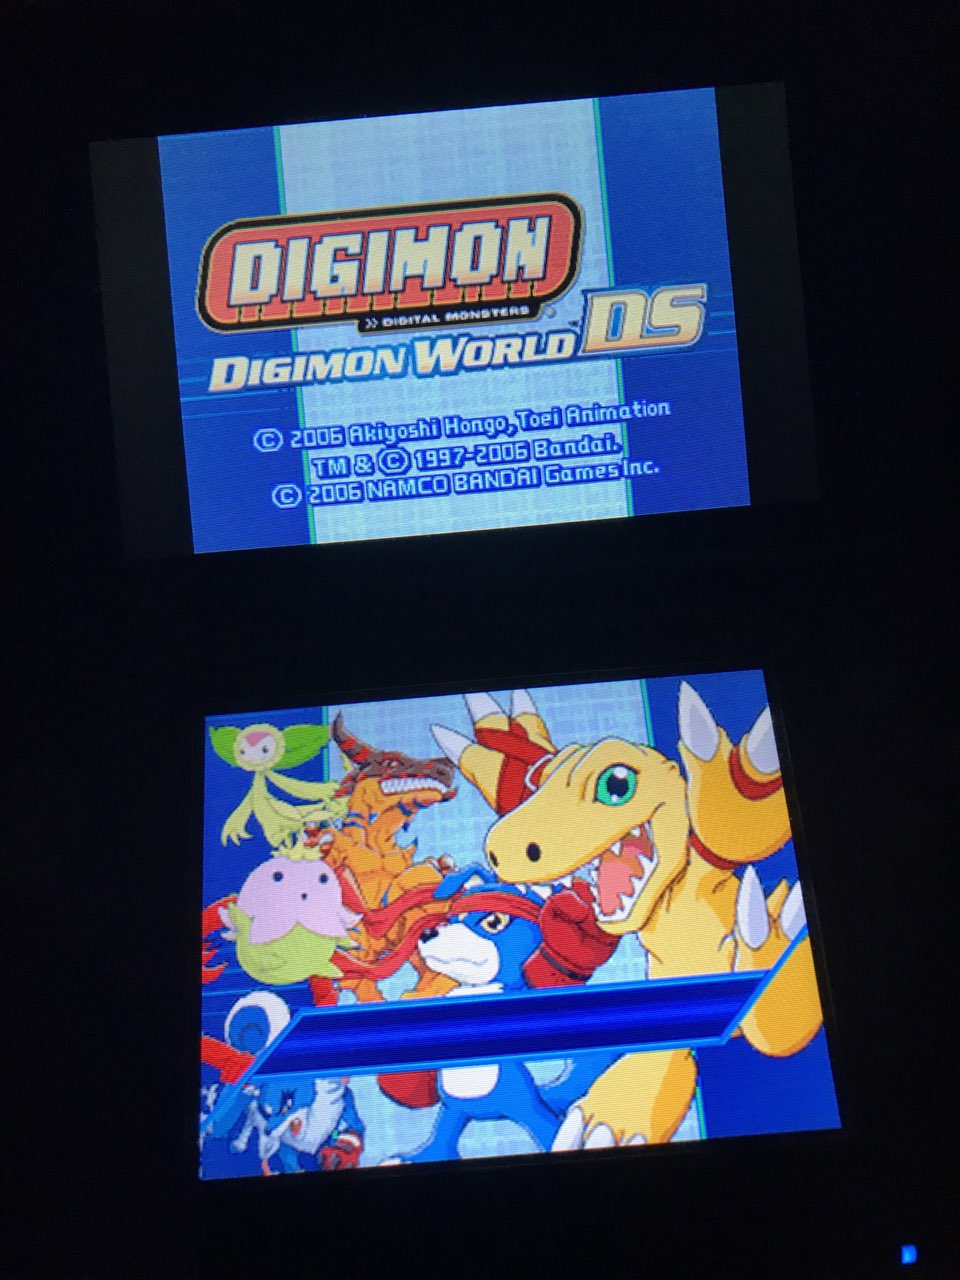 DIGIMON
DIGITAL MONSTERS
DIGIMON WORLD DS
© 2006 Akiyoshi Hongo, Toei Animation
TM & © 1997-2006 Bandai.
© 2006 NAMCO BANDAI Games Inc.